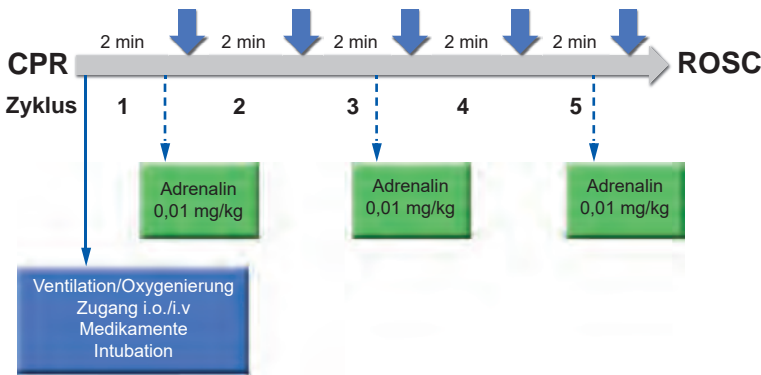 2 min 2 min 2 min 2 min 2 min
CPR ROSC
Zyklus 1 2 3 4 5
Adrenalin
0,01 mg/kg
Adrenalin
0,01 mg/kg
Adrenalin
0,01 mg/kg
Ventilation/Oxygenierung
Zugang i.o./i.v
Medikamente
Intubation